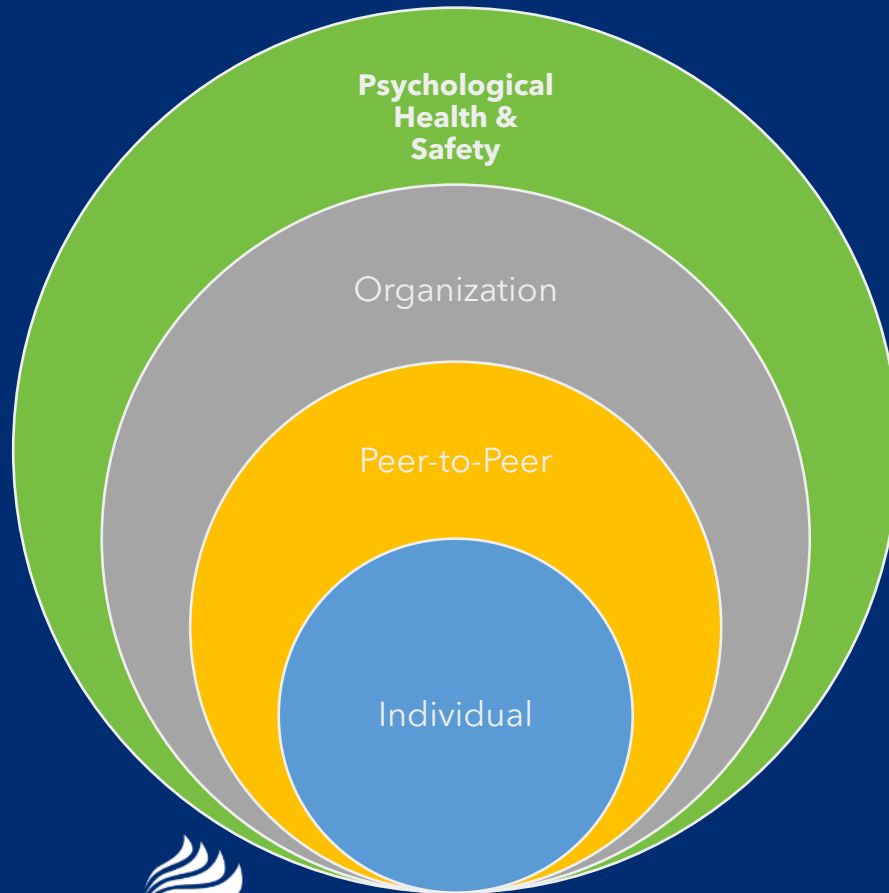 Psychological
Health &
Safety
Organization
Peer-to-Peer
Individual